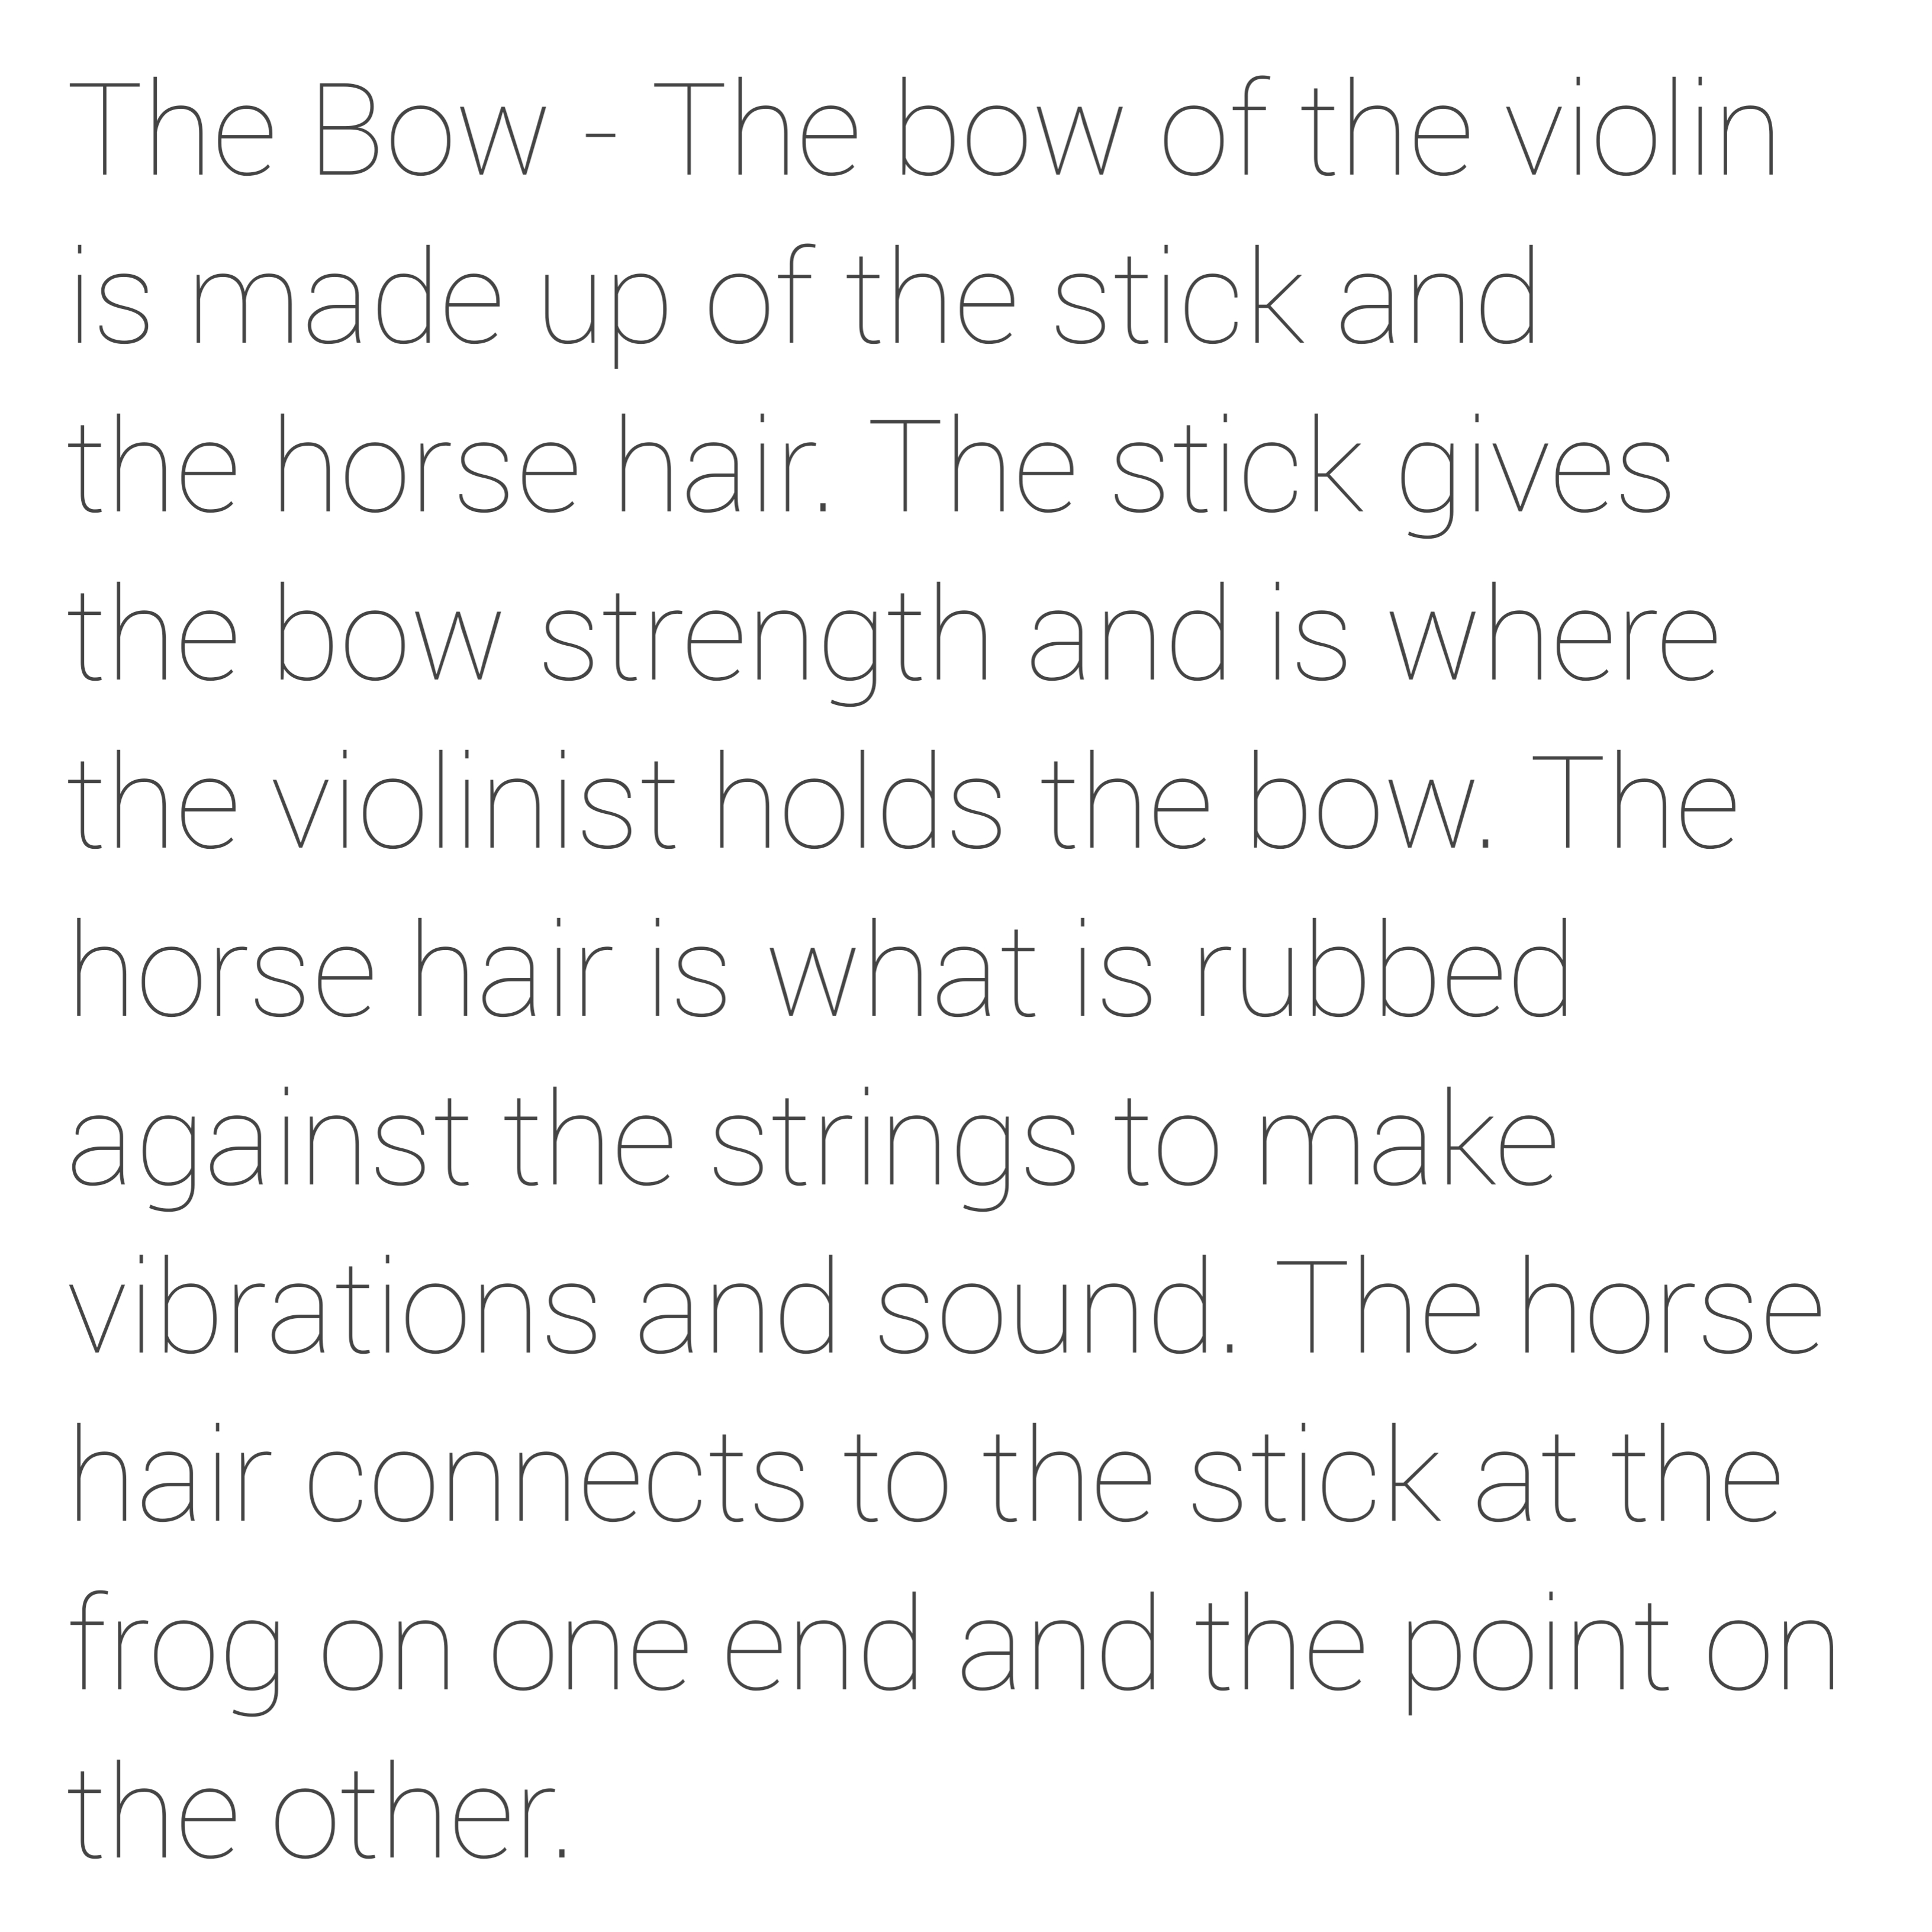 The Bow - The bow of the violin
is made up of the stick and
the horse hair. The stick gives
the bow strength and is where
the violinist holds the bow. The
horse hair is what is rubbed
against the strings to make
vibrations and sound. The horse
hair connects to the stick at the
frog on one end and the point on
the other.